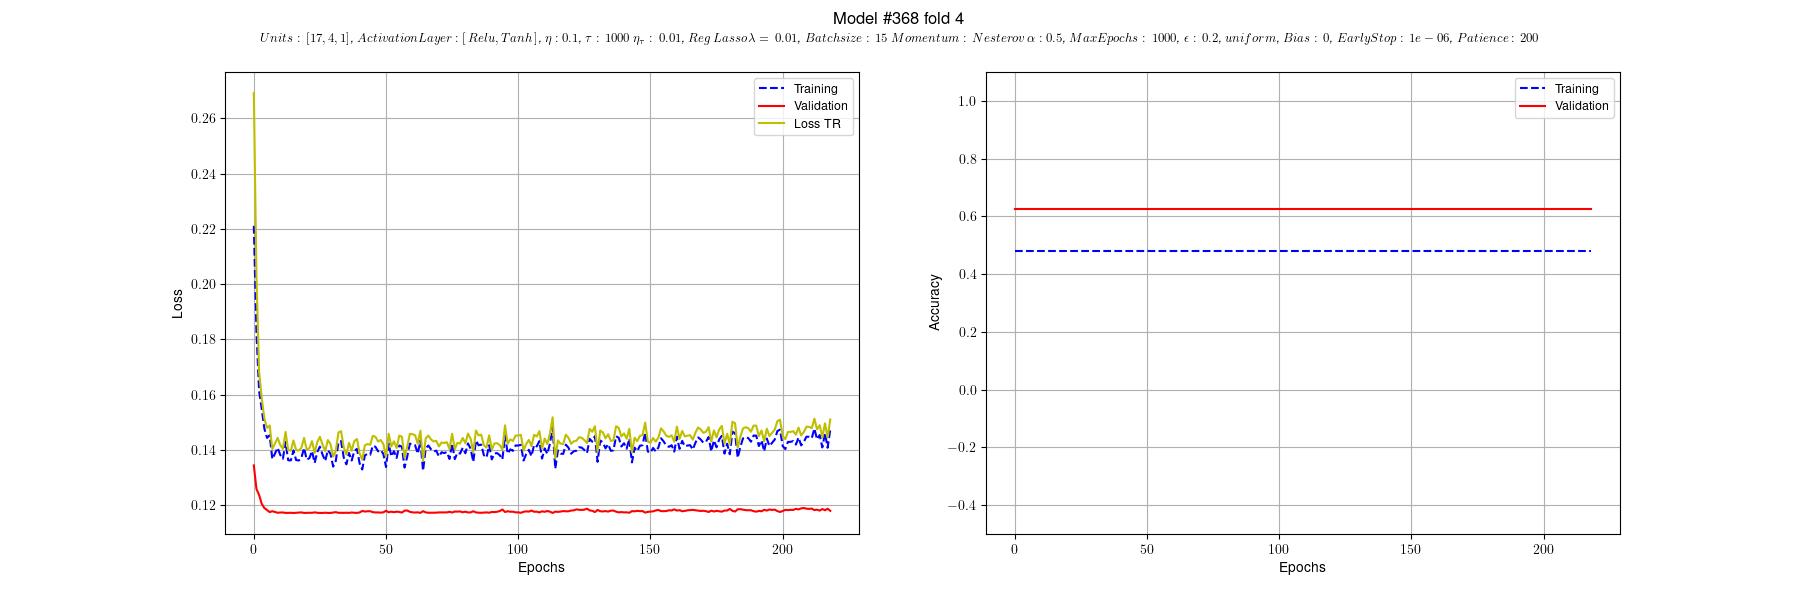 Model #368 fold 4
Units : [17, 4, 1], ActivationLayer : [ Relu, Tanh], η : 0.1, τ : 1000 ητ : 0.01, Reg Lasso λ = 0.01, Batchsize : 15 Momentum : Nesterov α : 0.5, MaxEpochs : 1000, ϵ : 0.2, uniform, Bias : 0, EarlyStop : 1e − 06, Patience : 200
Training
Validation
Loss TR
0.26
0.24
0.22
0.20
0.18
0.16
0.14
0.12
Loss
0
50
100
150
200
Epochs
Training
Validation
1.0
0.8
0.6
0.4
0.2
0.0
−0.2
−0.4
Accuracy
0
50
100
150
200
Epochs